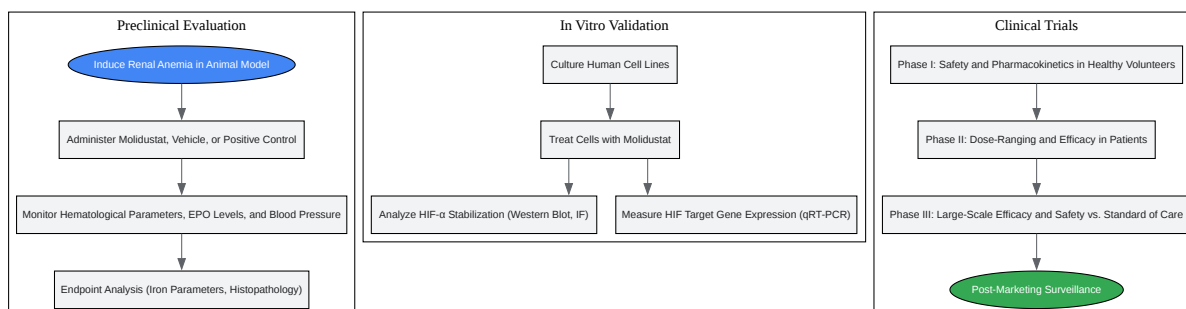 Preclinical Evaluation
Induce Renal Anemia in Animal Model
Administer Molidustat, Vehicle, or Positive Control
Monitor Hematological Parameters, EPO Levels, and Blood Pressure
Endpoint Analysis (Iron Parameters, Histopathology)
In Vitro Validation
Culture Human Cell Lines
Treat Cells with Molidustat
Analyze HIF-α Stabilization (Western Blot, IF)
Measure HIF Target Gene Expression (qRT-PCR)
Clinical Trials
Phase I: Safety and Pharmacokinetics in Healthy Volunteers
Phase II: Dose-Ranging and Efficacy in Patients
Phase III: Large-Scale Efficacy and Safety vs. Standard of Care
Post-Marketing Surveillance